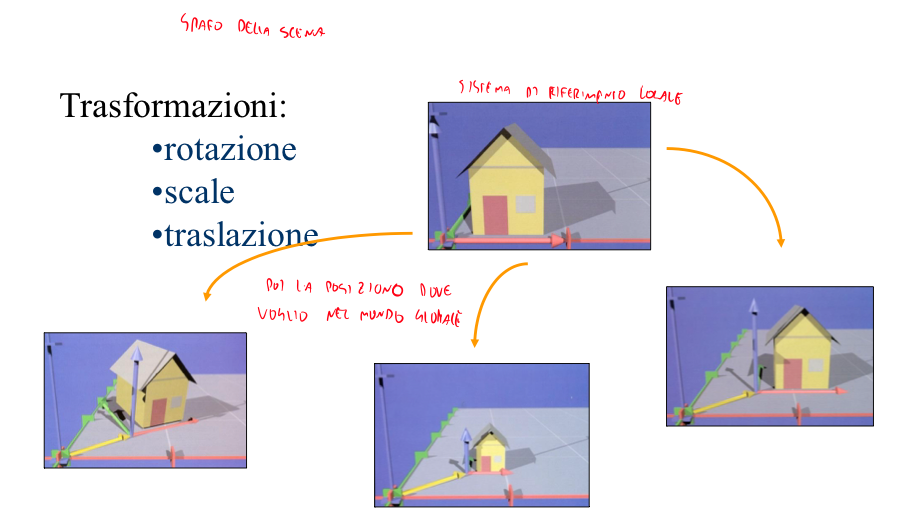 GRAFO DELLA SCENA
SISTEMA DI RIFERIMENTO LOCALE
Trasformazioni:
•rotazione
•scale
•traslazione
POI LA POSIZIONO DOVE
VOGLIO NEL MONDO GLOBALE